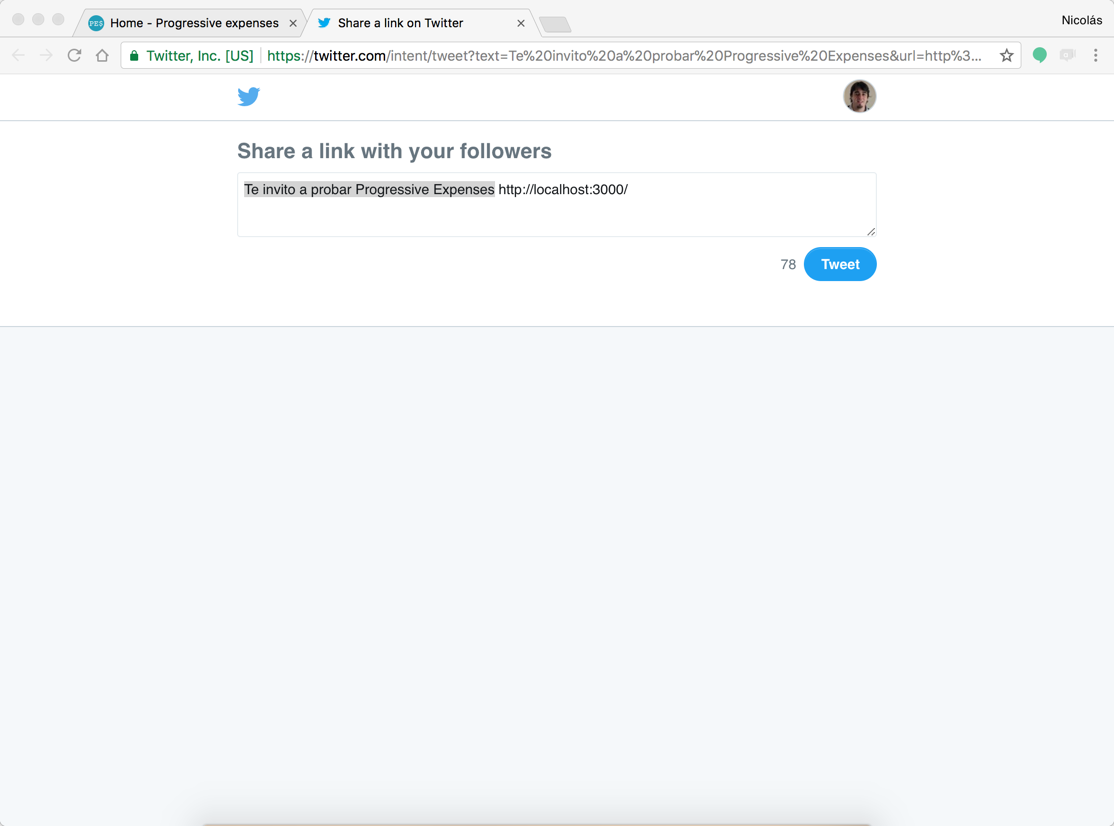 PES Home - Progressive expenses × Share a link on Twitter × Nicolás
Twitter, Inc. [US] https://twitter.com/intent/tweet?text=Te%20invito%20a%20probar%20Progressive%20Expenses&url=http%3...
Share a link with your followers
Te invito a probar Progressive Expenses http://localhost:3000/
78 Tweet